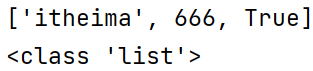 ['itheima', 666, True]
<class 'list'>